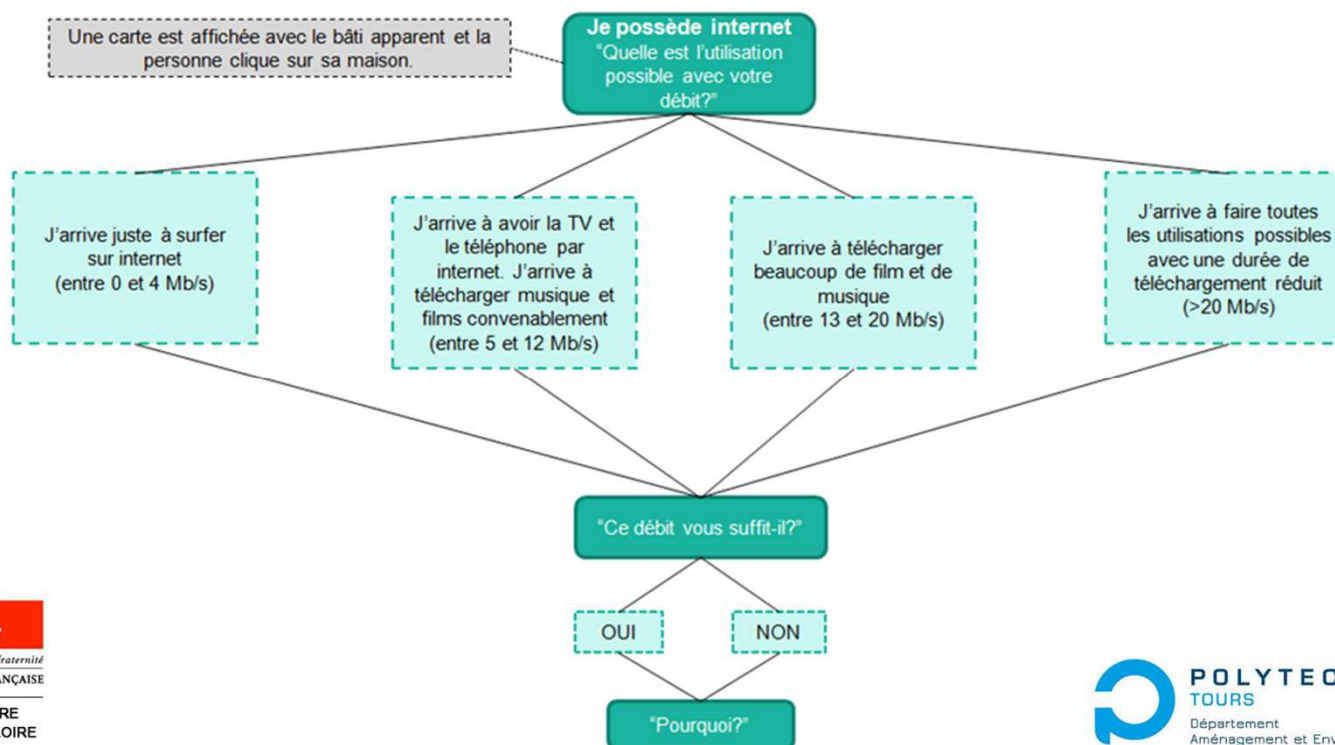 Une carte est affichée avec le bâti apparent et la
personne clique sur sa maison.
Je possède internet
“Quelle est l’utilisation
possible avec votre
débit?”
J’arrive juste à surfer
sur internet
(entre 0 et 4 Mb/s)
J’arrive à avoir la TV et
le téléphone par
internet. J’arrive à
télécharger musique et
films convenablement
(entre 5 et 12 Mb/s)
J’arrive à télécharger
beaucoup de film et de
musique
(entre 13 et 20 Mb/s)
J’arrive à faire toutes
les utilisations possibles
avec une durée de
téléchargement réduit
(>20 Mb/s)
“Ce débit vous suffit-il?”
OUI
NON
“Pourquoi?”
raternité
ANÇAISE
RE
LOIRE
POLYTEC
TOURS
Département
Aménagement et Env